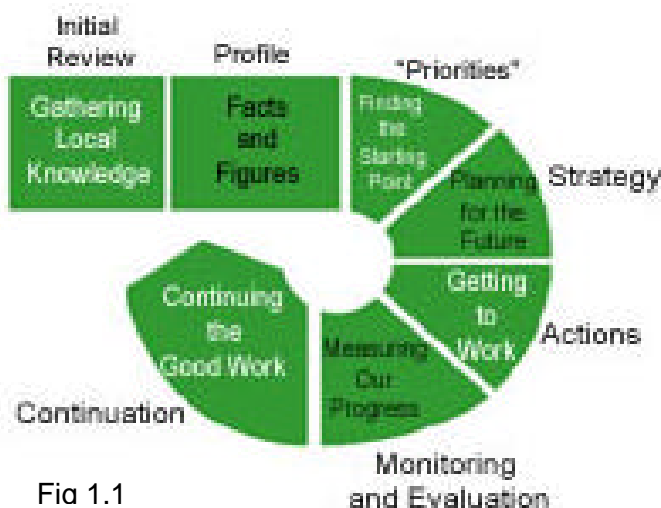 Initial
Review
Gathering
Local
Knowledge
Profile
Facts
and
Figures
"Priorities"
Finding
the
Starting
Point
Strategy
Planning
for the
Future
Actions
Getting
to
Work
Monitoring
and Evaluation
Measuring
Our
Progress
Continuation
Continuing
the
Good Work
Fig 1.1